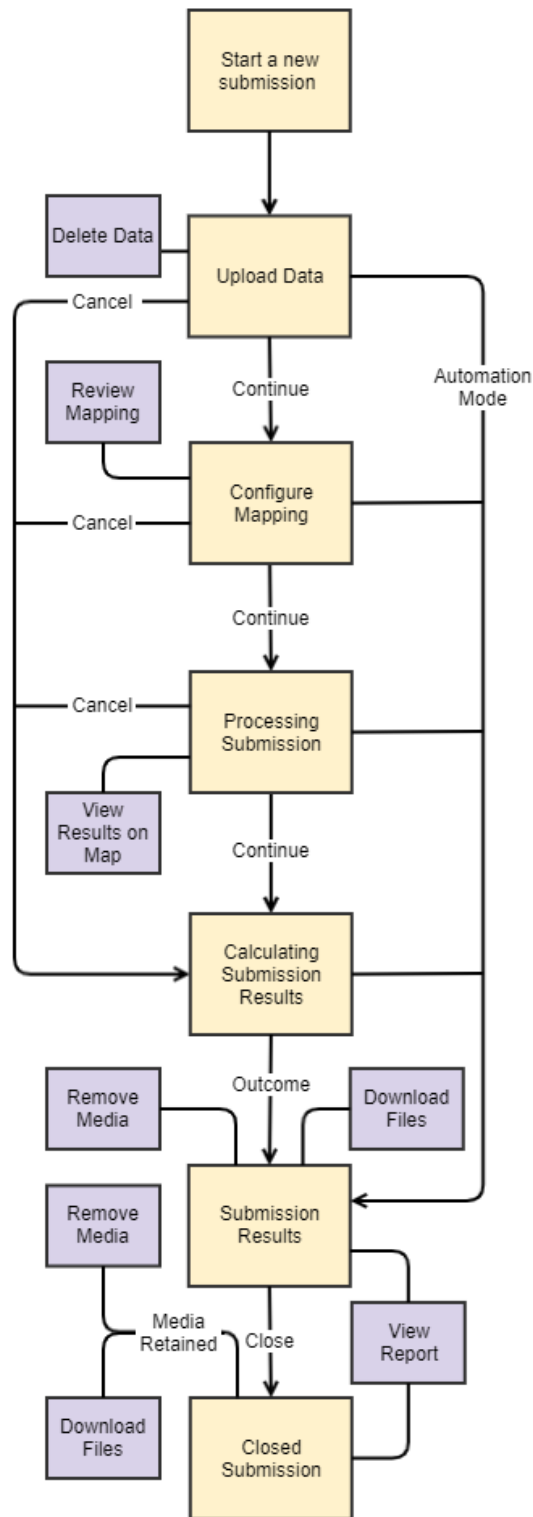 Start a new
submission
Delete Data
Upload Data
Cancel
Automation
Mode
Continue
Review
Mapping
Configure
Mapping
Cancel
Continue
Cancel
Processing
Submission
View
Results on
Map
Continue
Calculating
Submission
Results
Outcome
Remove
Media
Download
Files
Remove
Media
Submission
Results
Media
Retained
Close
View
Report
Download
Files
Closed
Submission